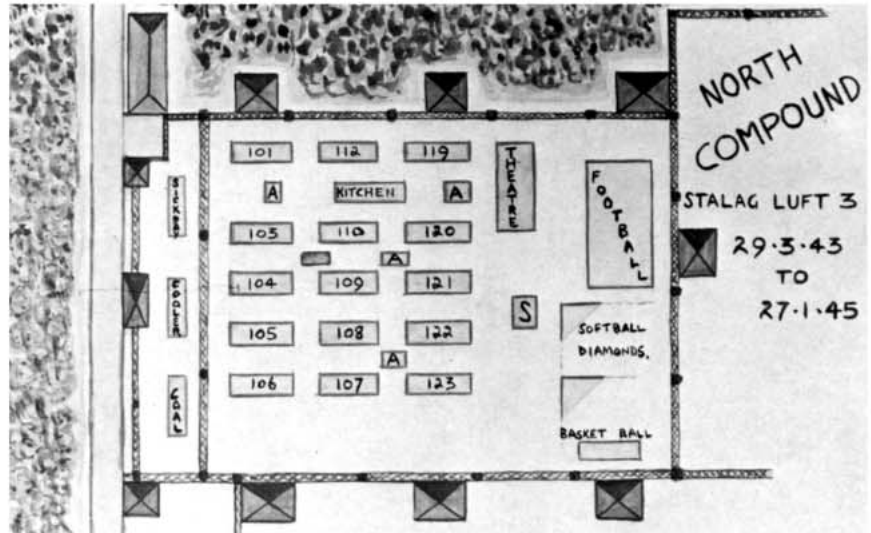 NORTH
COMPOUND
STALAG LUFT 3
29·3·43
TO
27·1·45
101 112 119
A KITCHEN A
103 110 120
A
104 109 121
105 108 122
A
106 107 123
SICKBAY
COOLER
COAL
THEATRE
FOOTBALL
S
SOFTBALL
DIAMONDS.
BASKET BALL